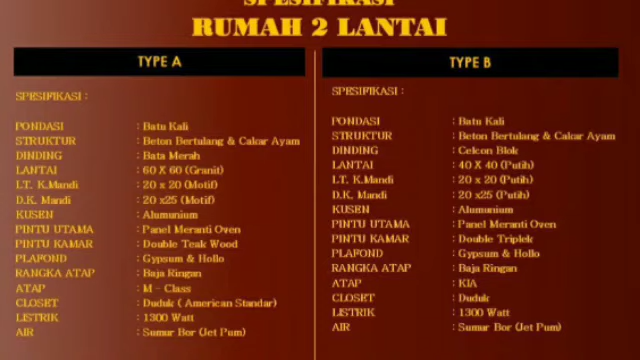 SPESIFIKASI
RUMAH 2 LANTAI
TYPE A
SPESIFIKASI :
PONDASI : Batu Kali
STRUKTUR : Beton Bertulang & Cakar Ayam
DINDING : Bata Merah
LANTAI : 60 X 60 (Granit)
LT. K.Mandi : 20 x 20 (Motif)
D.K. Mandi : 20 x25 (Motif)
KUSEN : Alumunium
PINTU UTAMA : Panel Meranti Oven
PINTU KAMAR : Double Teak Wood
PLAFOND : Gypsum & Hollo
RANGKA ATAP : Baja Ringan
ATAP : M - Class
CLOSET : Duduk ( American Standar)
LISTRIK : 1300 Watt
AIR : Sumur Bor (Jet Pum)
TYPE B
SPESIFIKASI :
PONDASI : Batu Kali
STRUKTUR : Beton Bertulang & Cakar Ayam
DINDING : Celcon Blok
LANTAI : 40 X 40 (Putih)
LT. K.Mandi : 20 x 20 (Putih)
D.K. Mandi : 20 x25 (Putih)
KUSEN : Alumunium
PINTU UTAMA : Panel Meranti Oven
PINTU KAMAR : Double Triplek
PLAFOND : Gypsum & Hollo
RANGKA ATAP : Baja Ringan
ATAP : KIA
CLOSET : Duduk
LISTRIK : 1300 Watt
AIR : Sumur Bor (Jet Pum)